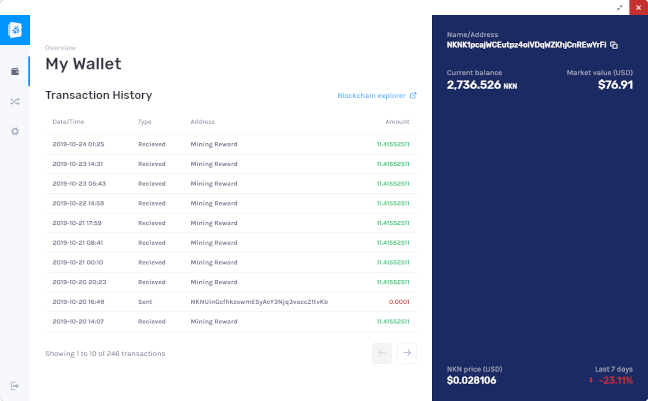 Overview
My Wallet
Transaction History
Blockchain explorer
Date/Time Type Address Amount
2019-10-24 01:25 Recieved Mining Reward 11.41552511
2019-10-23 14:31 Recieved Mining Reward 11.41552511
2019-10-23 05:43 Recieved Mining Reward 11.41552511
2019-10-22 14:59 Recieved Mining Reward 11.41552511
2019-10-21 17:59 Recieved Mining Reward 11.41552511
2019-10-21 08:41 Recieved Mining Reward 11.41552511
2019-10-21 00:10 Recieved Mining Reward 11.41552511
2019-10-20 20:23 Recieved Mining Reward 11.41552511
2019-10-20 16:49 Sent NKNUinGcfhkzewmESyAcY3Njq3vaccZ1tvKb 0.0001
2019-10-20 14:07 Recieved Mining Reward 11.41552511
Showing 1 to 10 of 246 transactions
Name/Address
NKNK1pcajWCEutpz4oiVDqWZKhjCnREwYrFi
Current balance Market value (USD)
2,736.526 NKN $76.91
NKN price (USD) Last 7 days
$0.028106 -23.11%